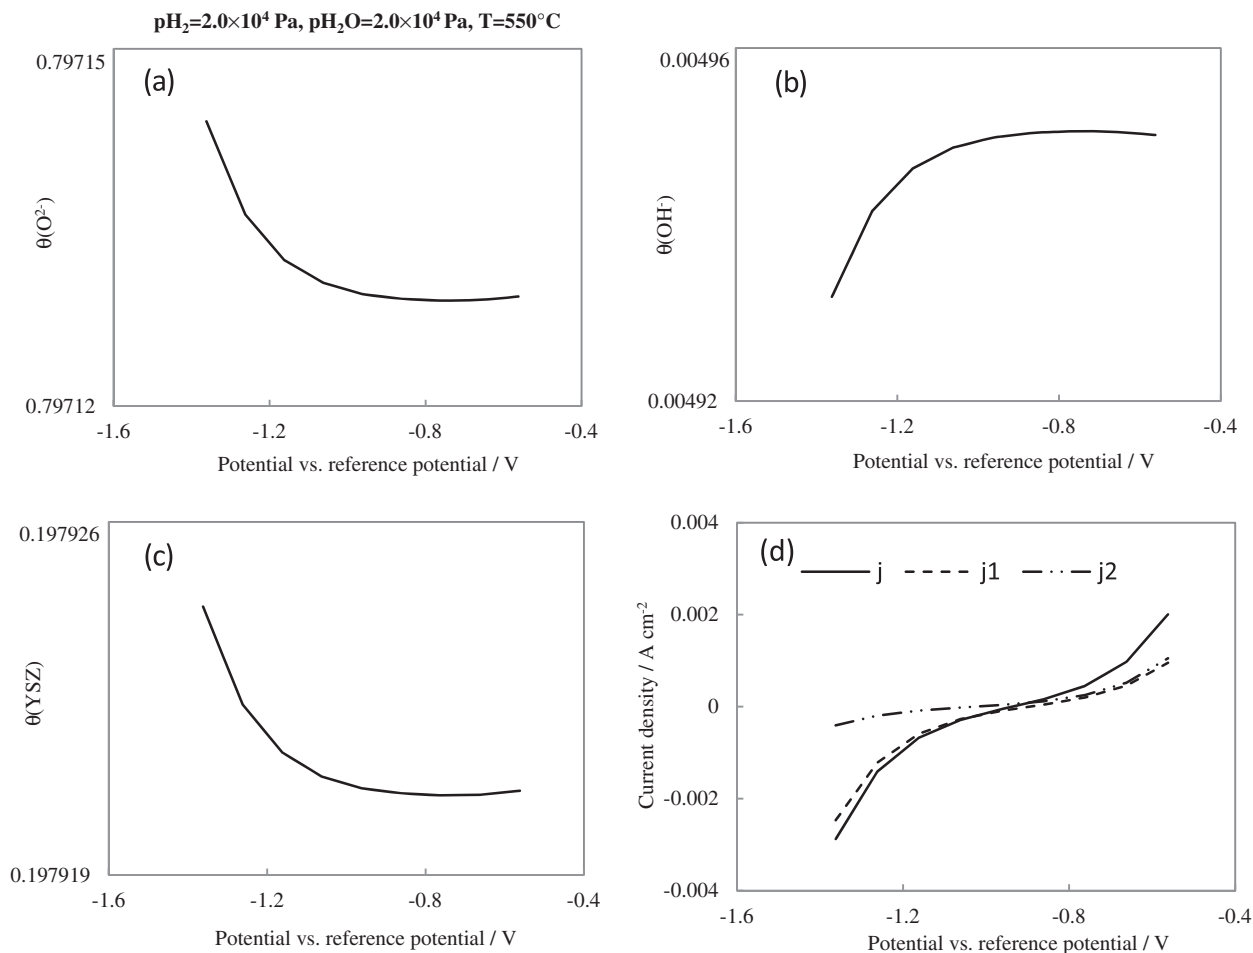 pH₂=2.0×10⁴ Pa, pH₂O=2.0×10⁴ Pa, T=550°C
(a)
0.79715
θ(O²⁻)
0.79712
-1.6 -1.2 -0.8 -0.4
Potential vs. reference potential / V
(b)
0.00496
θ(OH⁻)
0.00492
-1.6 -1.2 -0.8 -0.4
Potential vs. reference potential / V
(c)
0.197926
θ(YSZ)
0.197919
-1.6 -1.2 -0.8 -0.4
Potential vs. reference potential / V
(d)
j j1 j2
0.004
0.002
0
-0.002
-0.004
Current density / A cm⁻²
-1.6 -1.2 -0.8 -0.4
Potential vs. reference potential / V